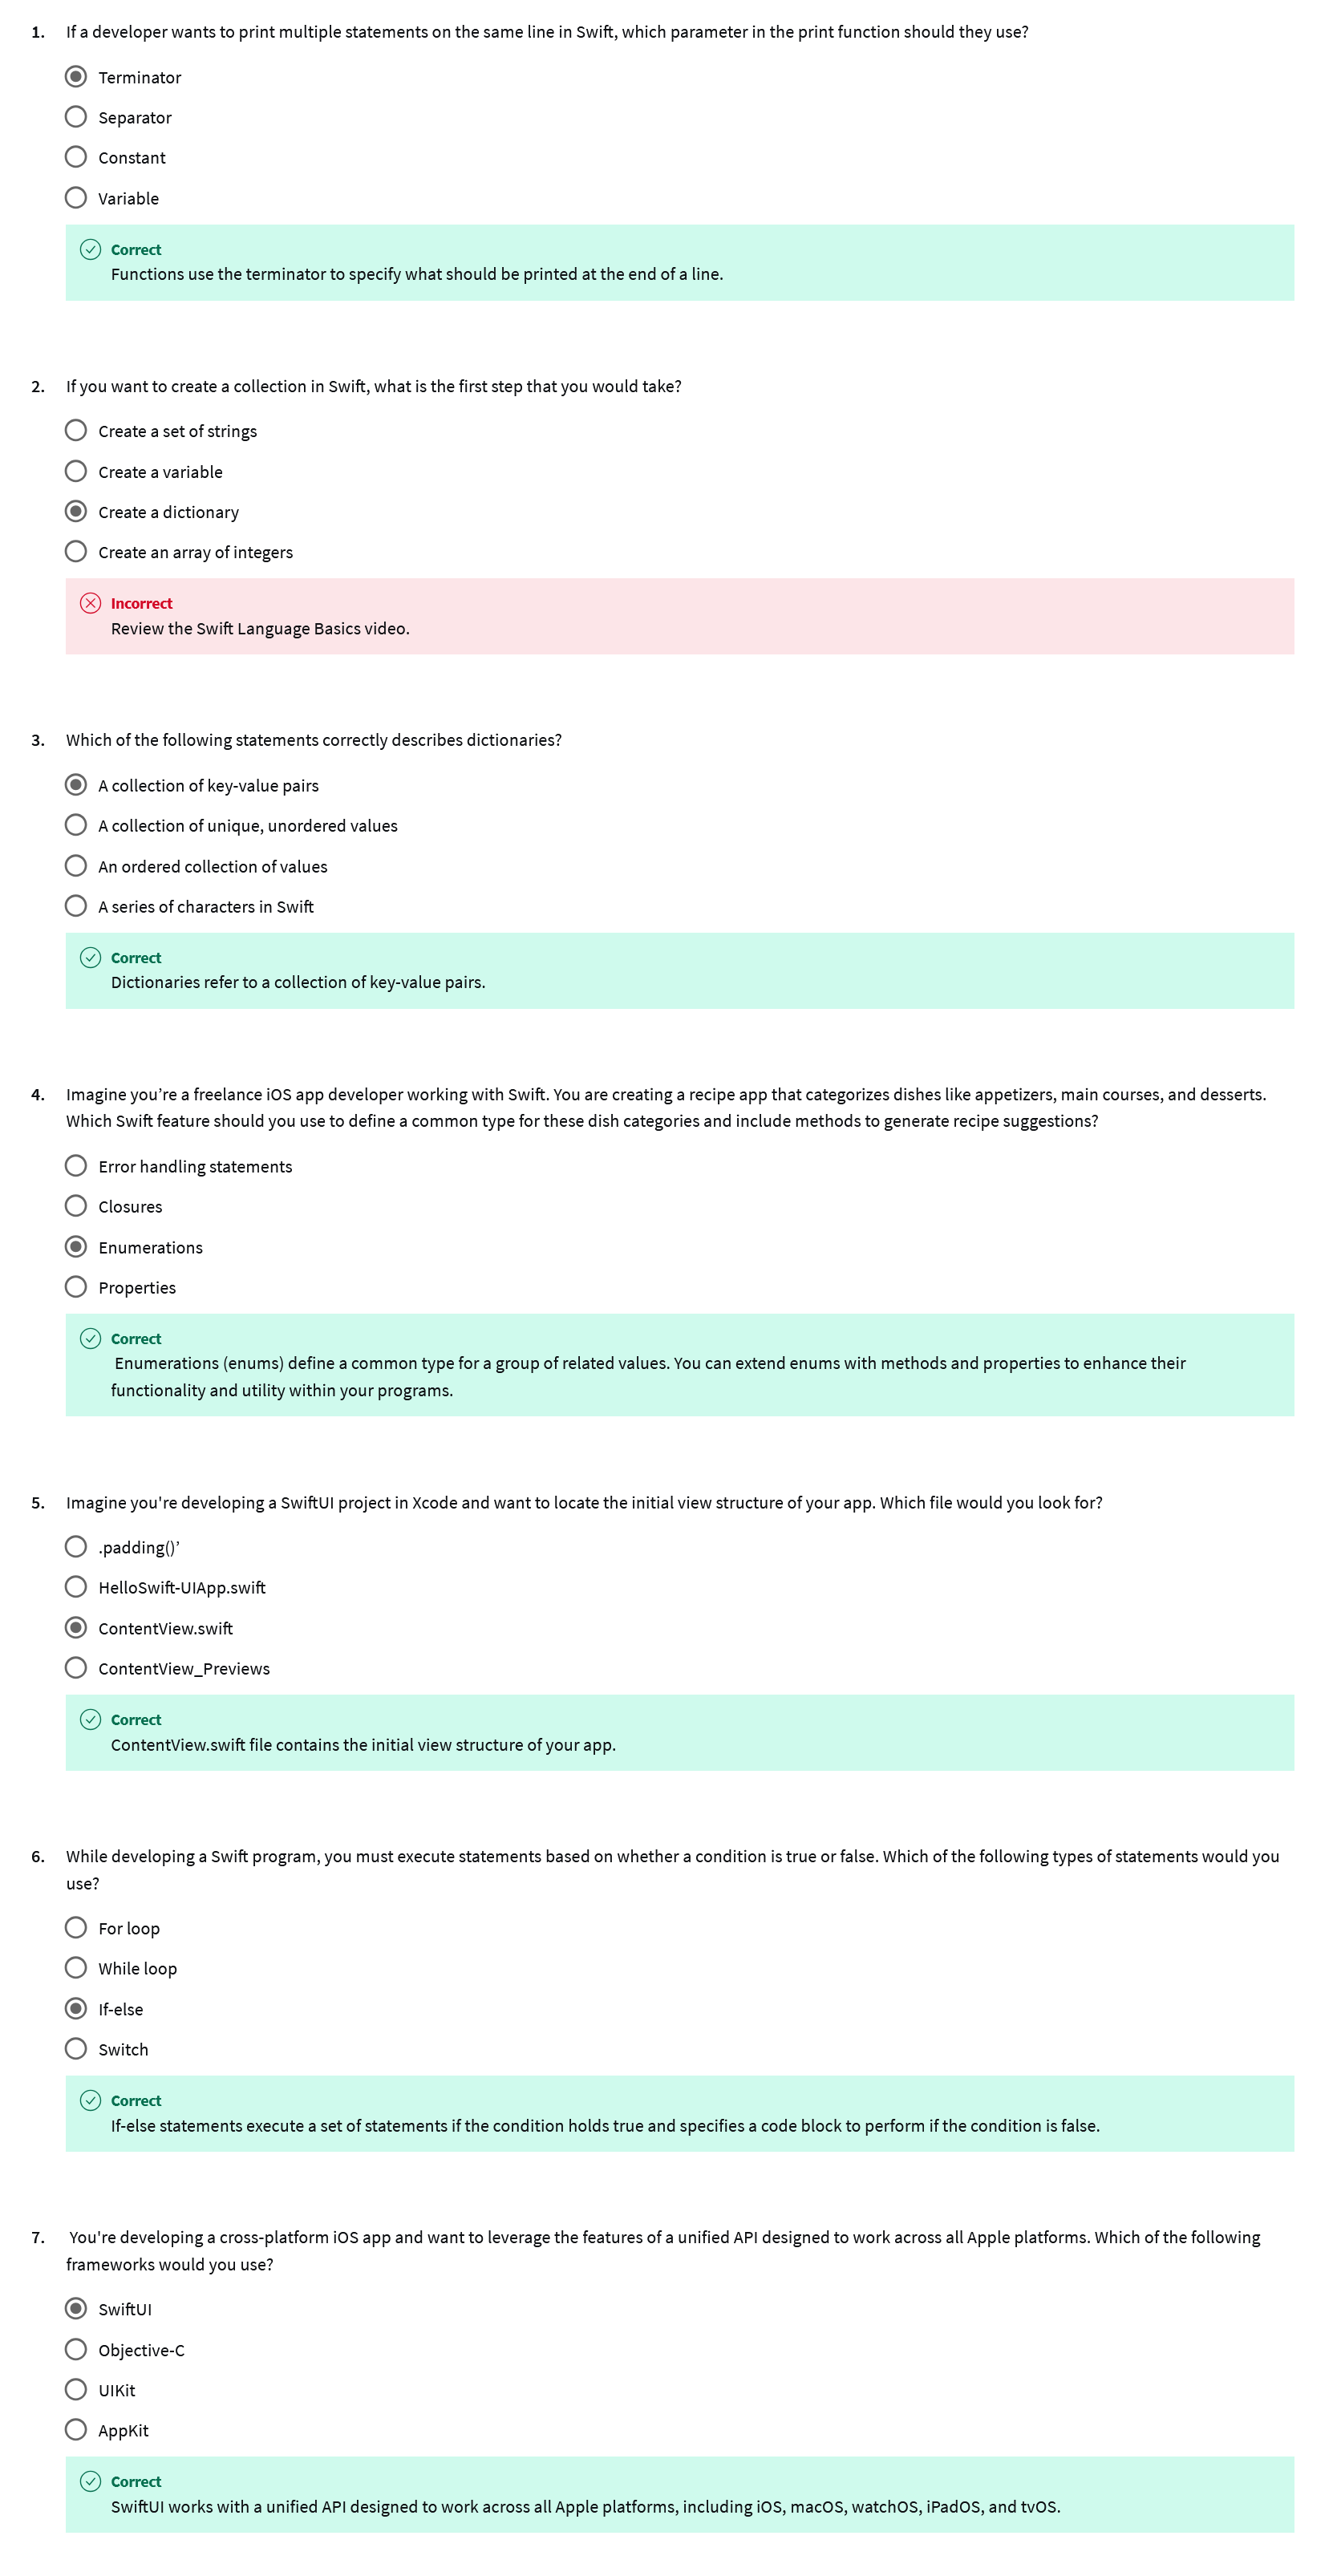 1. If a developer wants to print multiple statements on the same line in Swift, which parameter in the print function should they use?
Terminator
Separator
Constant
Variable
Correct
Functions use the terminator to specify what should be printed at the end of a line.
2. If you want to create a collection in Swift, what is the first step that you would take?
Create a set of strings
Create a variable
Create a dictionary
Create an array of integers
Incorrect
Review the Swift Language Basics video.
3. Which of the following statements correctly describes dictionaries?
A collection of key-value pairs
A collection of unique, unordered values
An ordered collection of values
A series of characters in Swift
Correct
Dictionaries refer to a collection of key-value pairs.
4. Imagine you’re a freelance iOS app developer working with Swift. You are creating a recipe app that categorizes dishes like appetizers, main courses, and desserts.
Which Swift feature should you use to define a common type for these dish categories and include methods to generate recipe suggestions?
Error handling statements
Closures
Enumerations
Properties
Correct
Enumerations (enums) define a common type for a group of related values. You can extend enums with methods and properties to enhance their
functionality and utility within your programs.
5. Imagine you're developing a SwiftUI project in Xcode and want to locate the initial view structure of your app. Which file would you look for?
.padding()’
HelloSwift-UIApp.swift
ContentView.swift
ContentView_Previews
Correct
ContentView.swift file contains the initial view structure of your app.
6. While developing a Swift program, you must execute statements based on whether a condition is true or false. Which of the following types of statements would you
use?
For loop
While loop
If-else
Switch
Correct
If-else statements execute a set of statements if the condition holds true and specifies a code block to perform if the condition is false.
7. You're developing a cross-platform iOS app and want to leverage the features of a unified API designed to work across all Apple platforms. Which of the following
frameworks would you use?
SwiftUI
Objective-C
UIKit
AppKit
Correct
SwiftUI works with a unified API designed to work across all Apple platforms, including iOS, macOS, watchOS, iPadOS, and tvOS.